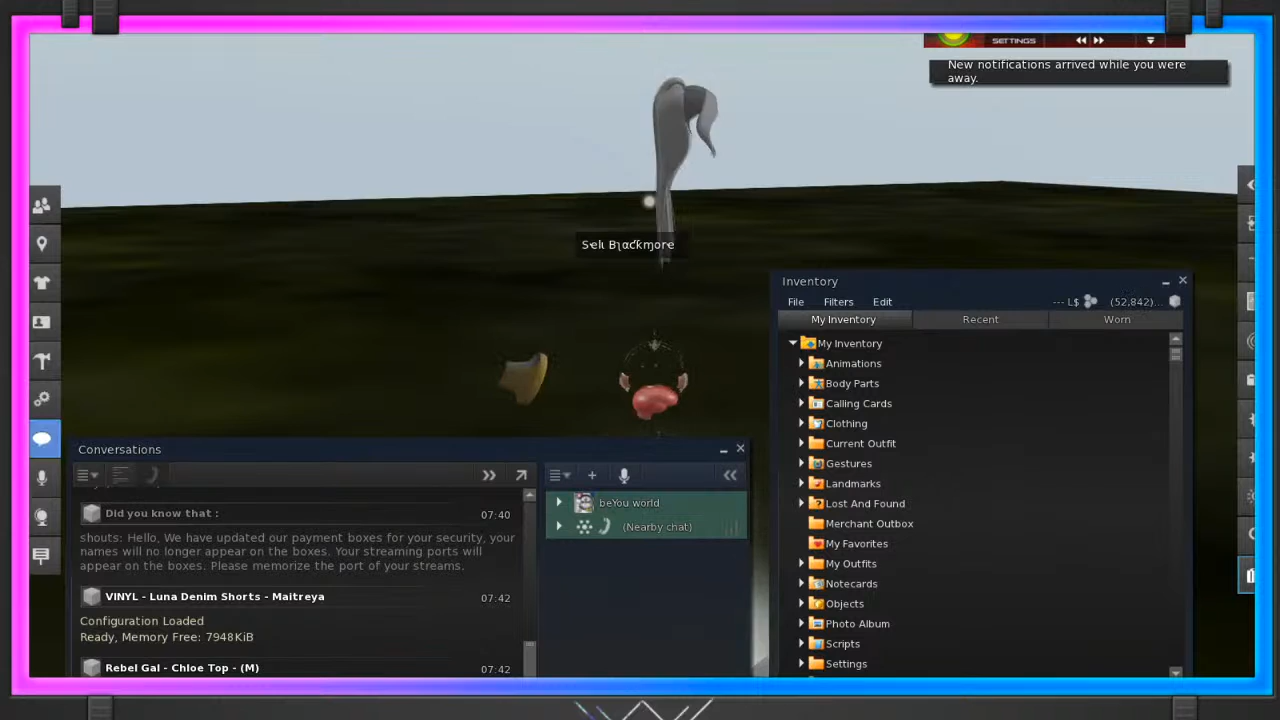 SETTINGS
New notifications arrived while you were
away.
Sҽʅι Bʅαƈƙɱσɾҽ
Inventory
File Filters Edit --- L$ (52,842)...
My Inventory Recent Worn
My Inventory
Animations
Body Parts
Calling Cards
Clothing
Current Outfit
Gestures
Landmarks
Lost And Found
Merchant Outbox
My Favorites
My Outfits
Notecards
Objects
Photo Album
Scripts
Settings
Conversations
Did you know that : 07:40
shouts: Hello, We have updated our payment boxes for your security, your
names will no longer appear on the boxes. Your streaming ports will
appear on the boxes. Please memorize the port of your streams.
VINYL - Luna Denim Shorts - Maitreya 07:42
Configuration Loaded
Ready, Memory Free: 7948KiB
Rebel Gal - Chloe Top - (M) 07:42
beYou world
(Nearby chat)